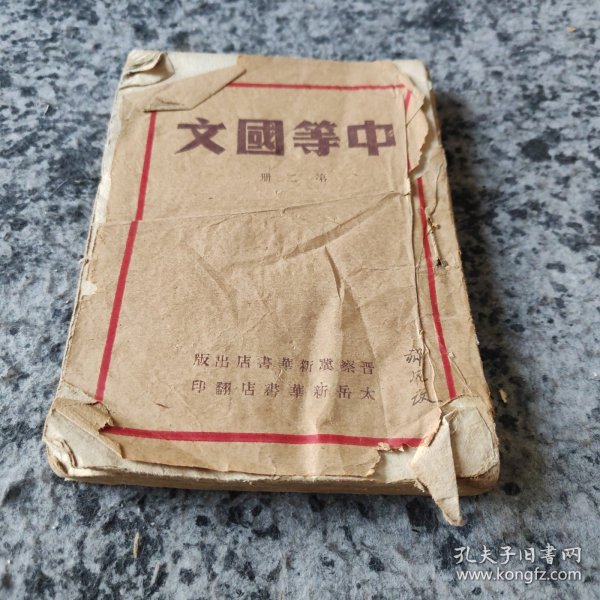 中等國文
第二冊
晋察冀新華書店出版
太岳新華書店翻印
孔夫子旧书网
www.kongfz.com